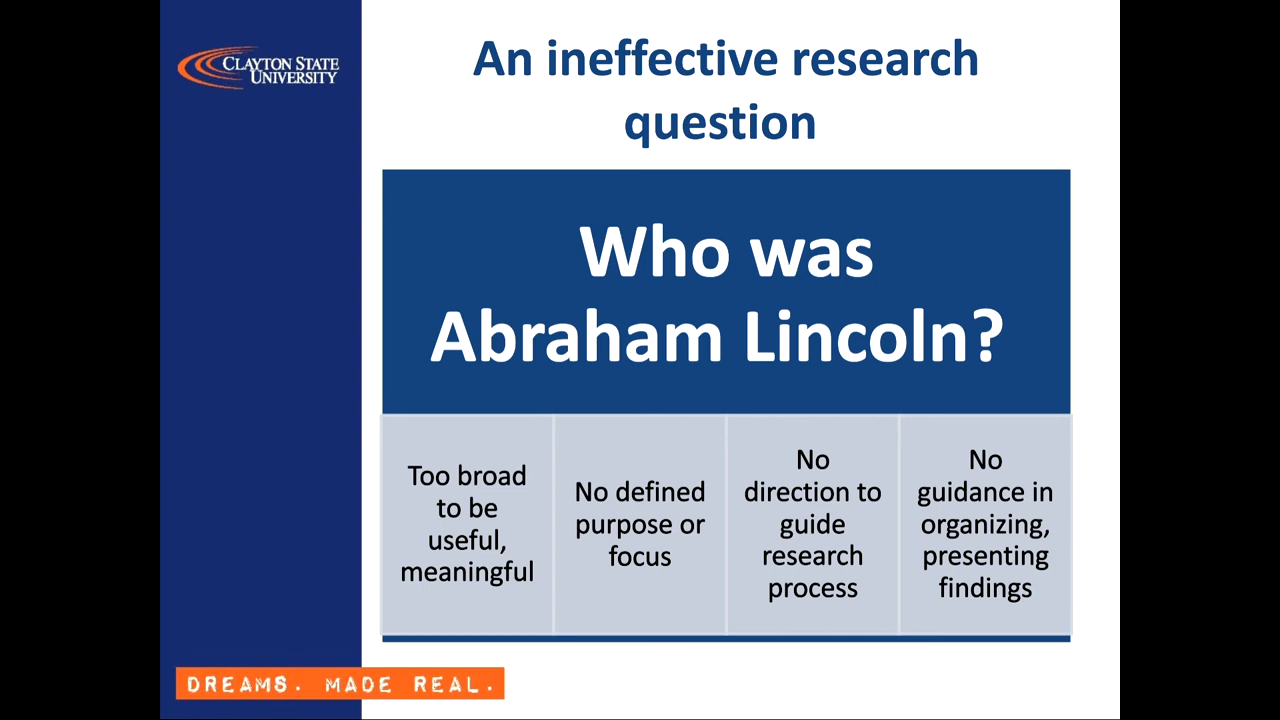 CLAYTON STATE
UNIVERSITY
An ineffective research
question
Who was
Abraham Lincoln?
Too broad
to be
useful,
meaningful
No defined
purpose or
focus
No
direction to
guide
research
process
No
guidance in
organizing,
presenting
findings
DREAMS. MADE REAL.